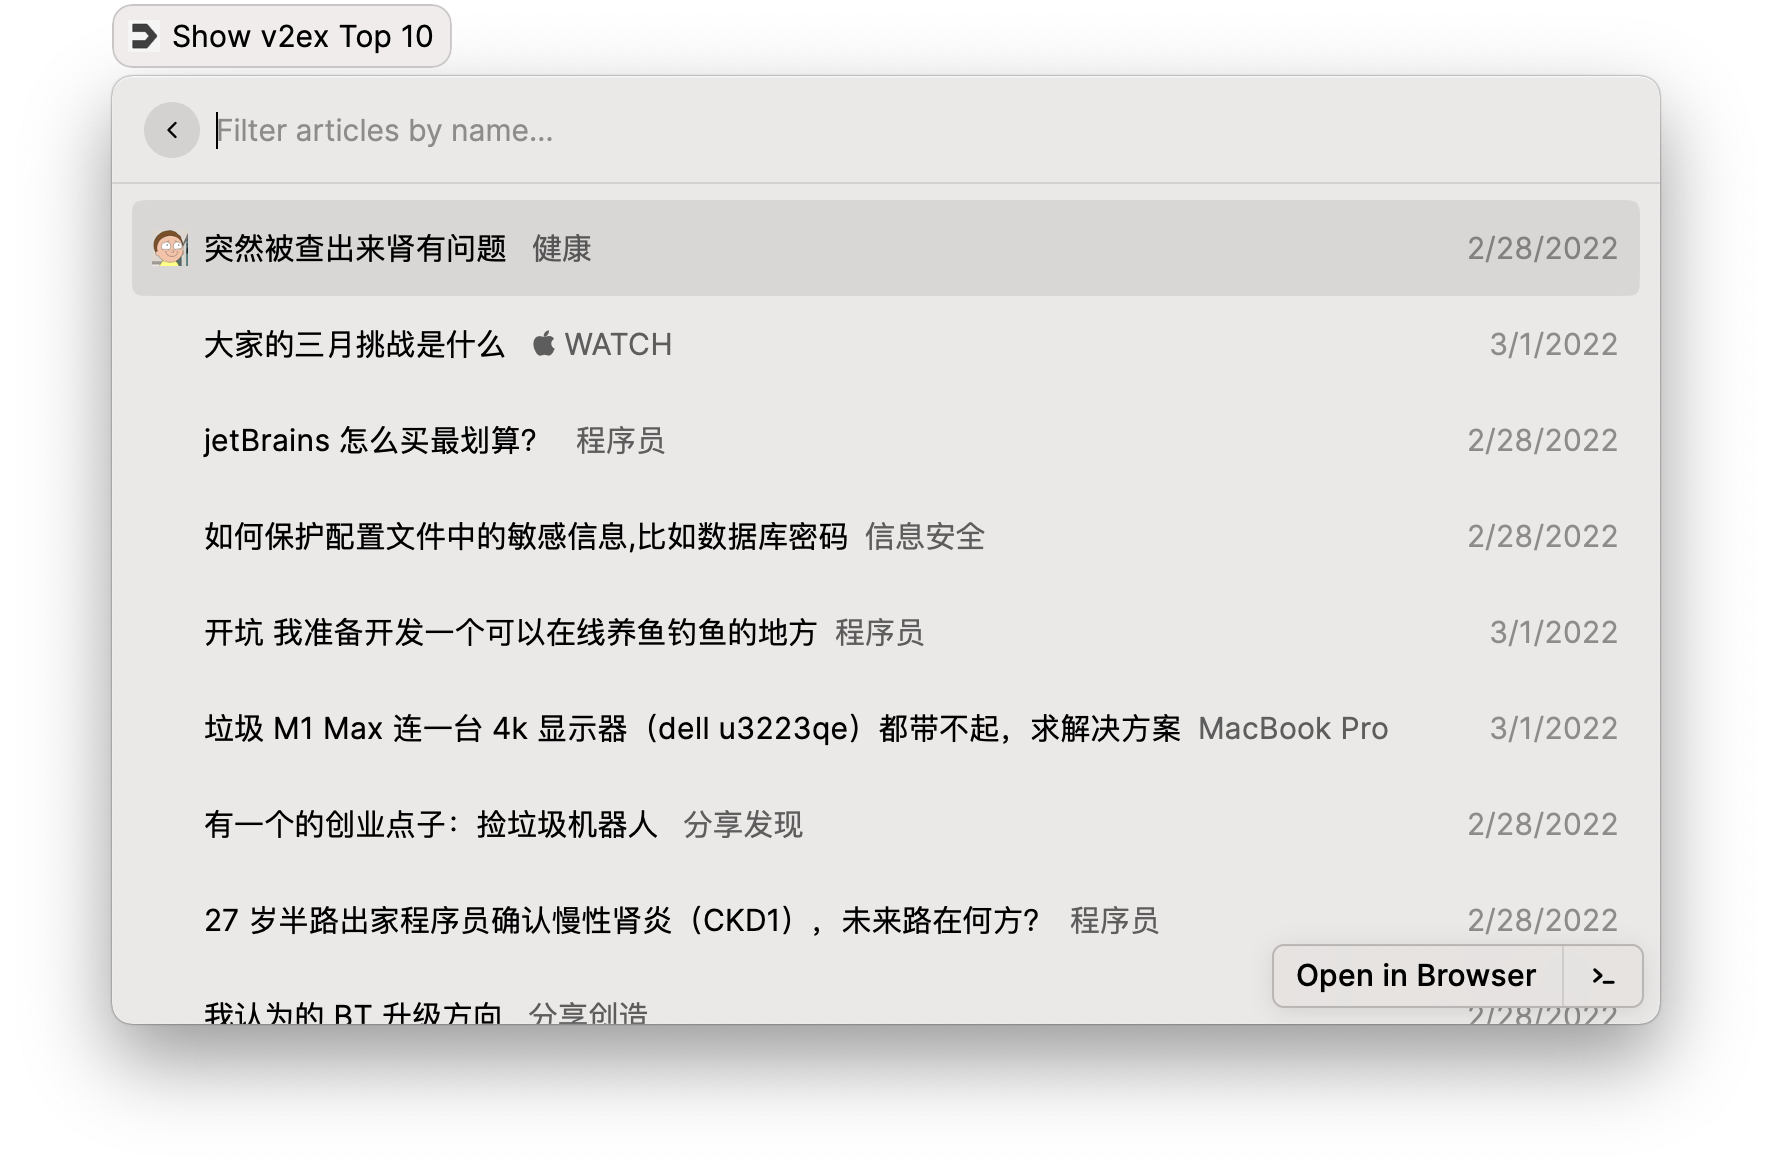 Show v2ex Top 10
Filter articles by name...
突然被查出来肾有问题 健康 2/28/2022
大家的三月挑战是什么  WATCH 3/1/2022
jetBrains 怎么买最划算? 程序员 2/28/2022
如何保护配置文件中的敏感信息,比如数据库密码 信息安全 2/28/2022
开坑 我准备开发一个可以在线养鱼钓鱼的地方 程序员 3/1/2022
垃圾 M1 Max 连一台 4k 显示器（dell u3223qe）都带不起，求解决方案 MacBook Pro 3/1/2022
有一个的创业点子：捡垃圾机器人 分享发现 2/28/2022
27 岁半路出家程序员确认慢性肾炎（CKD1），未来路在何方? 程序员 2/28/2022
Open in Browser >_
我认为的 BT 升级方向 分享创造 2/28/2022